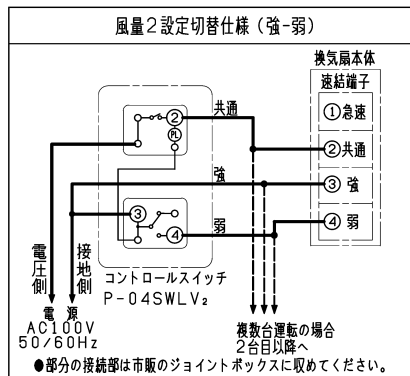 風量2設定切替仕様（強-弱）
換気扇本体
速結端子
①急速
②共通
③ 強
④ 弱
共通
②
PL
強
③
弱
④
電圧側
接地側
コントロールスイッチ
P-04SWLV₂
電 源
AC100V
50/60Hz
複数台運転の場合
2台目以降へ
●部分の接続部は市販のジョイントボックスに収めてください。